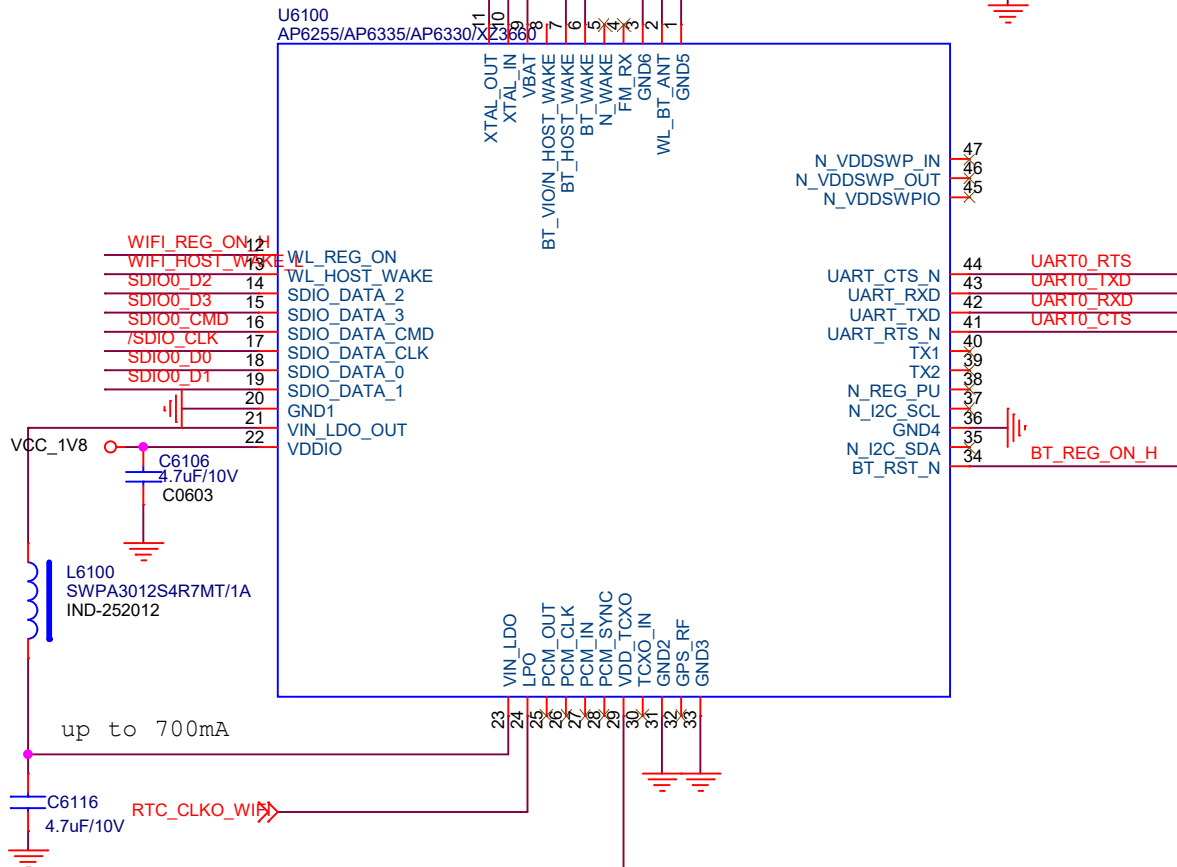 U6100
AP6255/AP6335/AP6330/XZ3660
11
10
9
8
7
6
5
4
3
2
1
XTAL_OUT
XTAL_IN
VBAT
BT_VIO/N_HOST_WAKE
BT_HOST_WAKE
BT_WAKE
N_WAKE
FM_RX
GND6
WL_BT_ANT
GND5
N_VDDSWP_IN 47
N_VDDSWP_OUT 46
N_VDDSWPIO 45
WIFI_REG_ON_H 12 WL_REG_ON
WIFI_HOST_WAKE_L 13 WL_HOST_WAKE
SDIO0_D2 14 SDIO_DATA_2
SDIO0_D3 15 SDIO_DATA_3
SDIO0_CMD 16 SDIO_DATA_CMD
/SDIO_CLK 17 SDIO_DATA_CLK
SDIO0_D0 18 SDIO_DATA_0
SDIO0_D1 19 SDIO_DATA_1
20 GND1
21 VIN_LDO_OUT
VCC_1V8 22 VDDIO
UART_CTS_N 44 UART0_RTS
UART_RXD 43 UART0_TXD
UART_TXD 42 UART0_RXD
UART_RTS_N 41 UART0_CTS
TX1 40
TX2 39
N_REG_PU 38
N_I2C_SCL 37
GND4 36
N_I2C_SDA 35
BT_RST_N 34 BT_REG_ON_H
C6106
4.7uF/10V
C0603
L6100
SWPA3012S4R7MT/1A
IND-252012
VIN_LDO
LPO
PCM_OUT
PCM_CLK
PCM_IN
PCM_SYNC
VDD_TCXO
TCXO_IN
GND2
GPS_RF
GND3
23
24
25
26
27
28
29
30
31
32
33
up to 700mA
C6116
4.7uF/10V
RTC_CLKO_WIFI